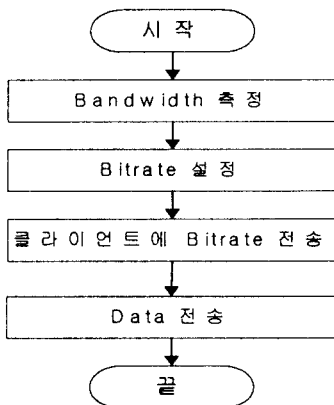 시 작
Bandwidth 측 정
Bitrate 설 정
클 라 이 언 트 에 Bitrate 전 송
Data 전 송
끝